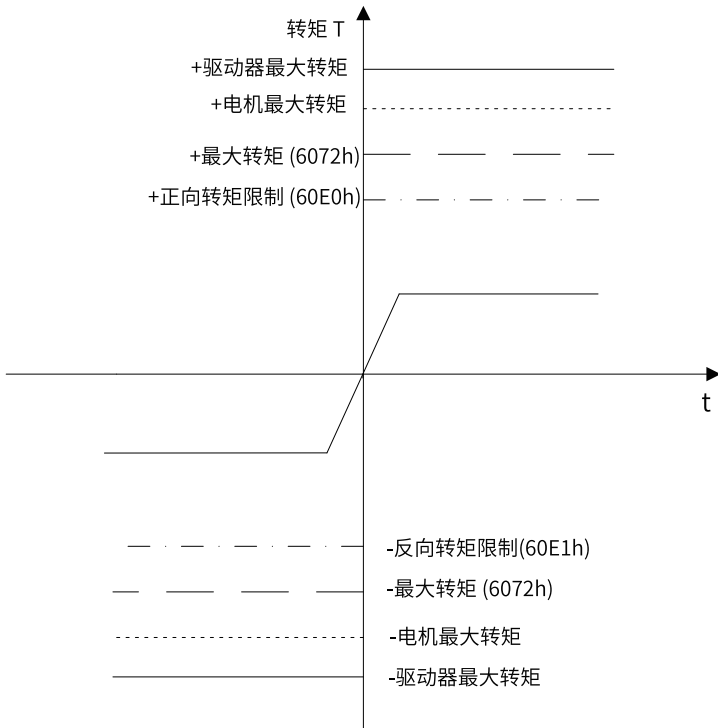 转矩 T
+驱动器最大转矩
+电机最大转矩
+最大转矩 (6072h)
+正向转矩限制 (60E0h)
t
-反向转矩限制(60E1h)
-最大转矩 (6072h)
-电机最大转矩
-驱动器最大转矩